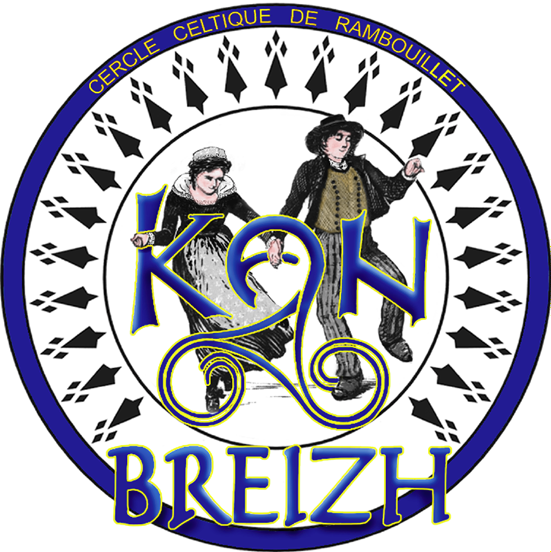 CERCLE CELTIQUE DE RAMBOUILLET
KAN
BREIZH